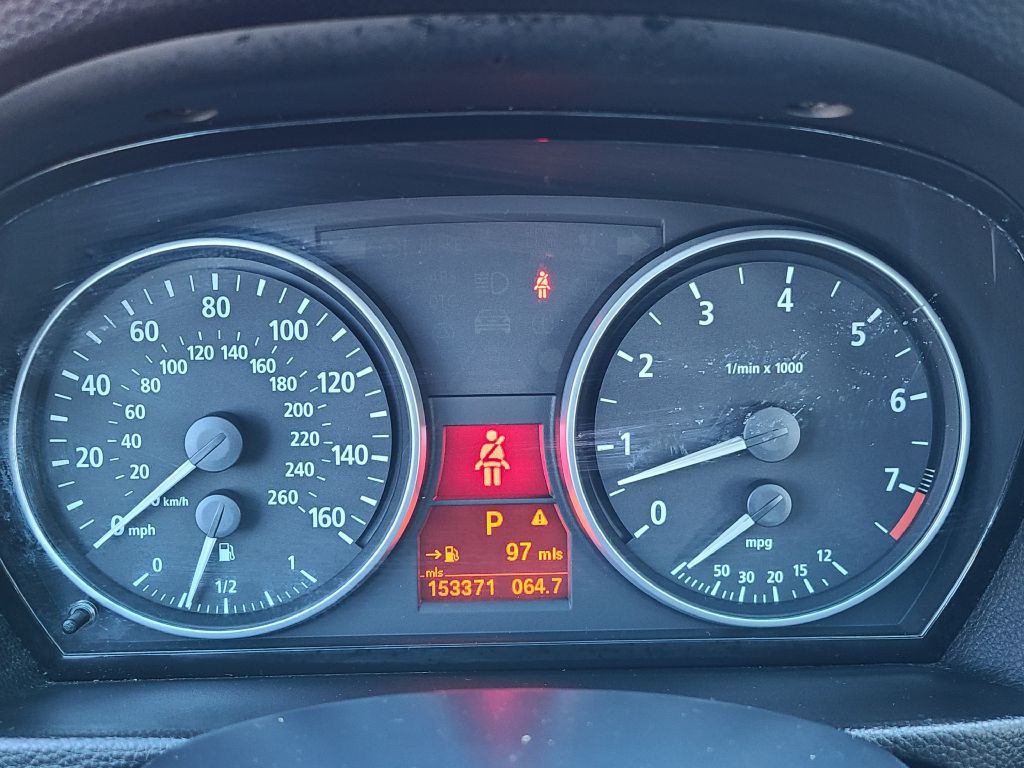 0 20 40 60 80 100 120 140 160
mph
20 40 60 80 100 120 140 160 180 200 220 240 260
km/h
0 1/2 1
P
97 mls
mls
153371 064.7
0 1 2 3 4 5 6 7
1/min x 1000
mpg
50 30 20 15 12